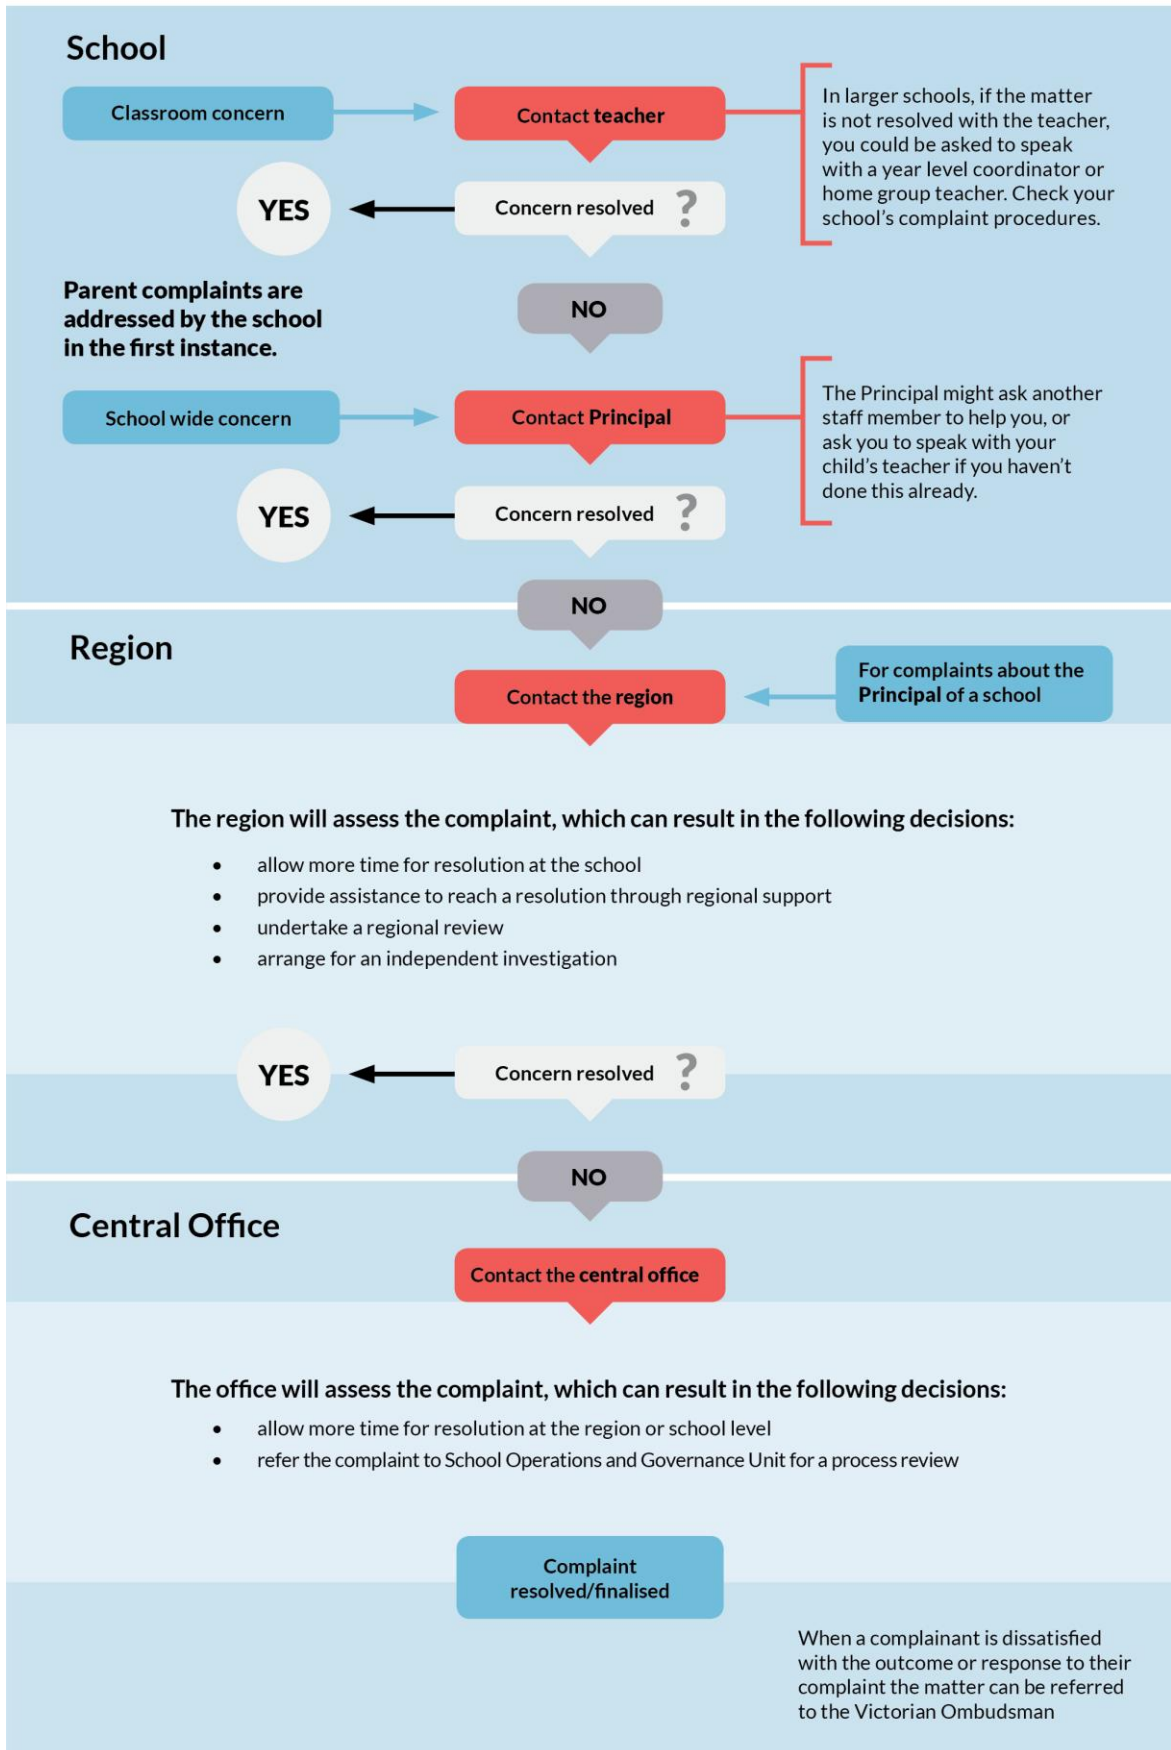 School
Classroom concern
Contact teacher
In larger schools, if the matter
is not resolved with the teacher,
you could be asked to speak
with a year level coordinator or
home group teacher. Check your
school’s complaint procedures.
YES
Concern resolved ?
Parent complaints are
addressed by the school
in the first instance.
NO
School wide concern
Contact Principal
The Principal might ask another
staff member to help you, or
ask you to speak with your
child’s teacher if you haven’t
done this already.
YES
Concern resolved ?
NO
Region
Contact the region
For complaints about the
Principal of a school
The region will assess the complaint, which can result in the following decisions:
• allow more time for resolution at the school
• provide assistance to reach a resolution through regional support
• undertake a regional review
• arrange for an independent investigation
YES
Concern resolved ?
NO
Central Office
Contact the central office
The office will assess the complaint, which can result in the following decisions:
• allow more time for resolution at the region or school level
• refer the complaint to School Operations and Governance Unit for a process review
Complaint
resolved/finalised
When a complainant is dissatisfied
with the outcome or response to their
complaint the matter can be referred
to the Victorian Ombudsman